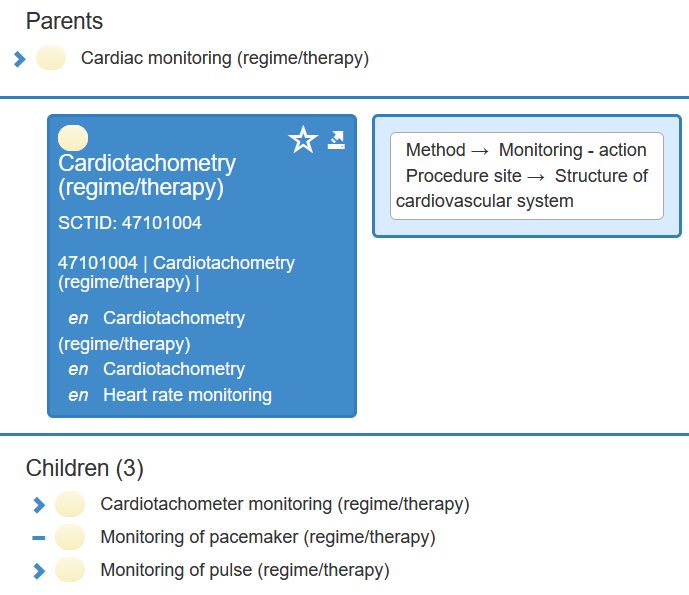 Parents
Cardiac monitoring (regime/therapy)
Cardiotachometry
(regime/therapy)
SCTID: 47101004
47101004 | Cardiotachometry
(regime/therapy) |
en Cardiotachometry
(regime/therapy)
en Cardiotachometry
en Heart rate monitoring
Method → Monitoring - action
Procedure site → Structure of
cardiovascular system
Children (3)
Cardiotachometer monitoring (regime/therapy)
Monitoring of pacemaker (regime/therapy)
Monitoring of pulse (regime/therapy)